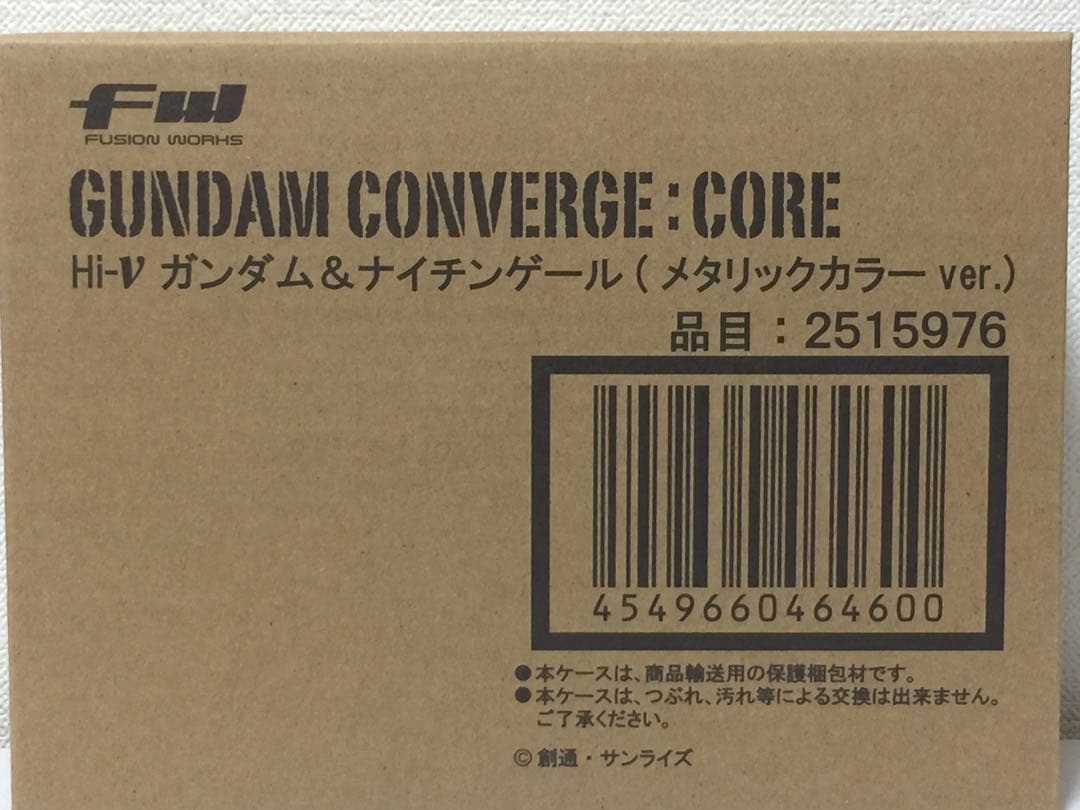 FW
FUSION WORKS
GUNDAM CONVERGE:CORE
Hi-ν ガンダム&ナイチンゲール(メタリックカラー ver.)
品目:2515976
4549660464600
●本ケースは、商品輸送用の保護梱包材です。
●本ケースは、つぶれ、汚れ等による交換は出来ません。
ご了承ください。
© 創通・サンライズ